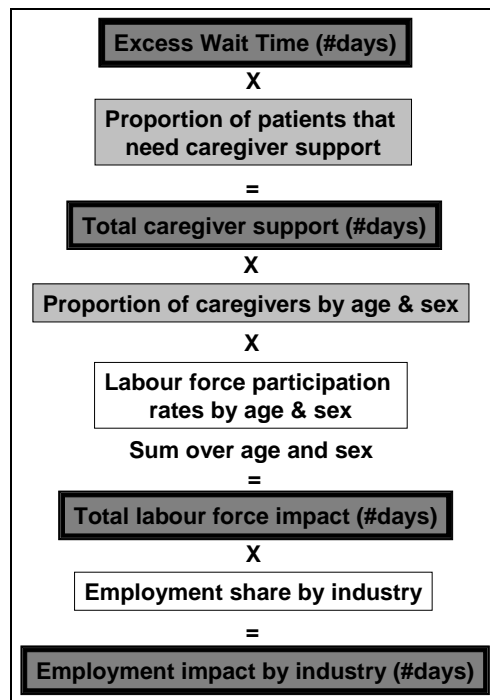 Excess Wait Time (#days)
X
Proportion of patients that
need caregiver support
=
Total caregiver support (#days)
X
Proportion of caregivers by age & sex
X
Labour force participation
rates by age & sex
Sum over age and sex
=
Total labour force impact (#days)
X
Employment share by industry
=
Employment impact by industry (#days)